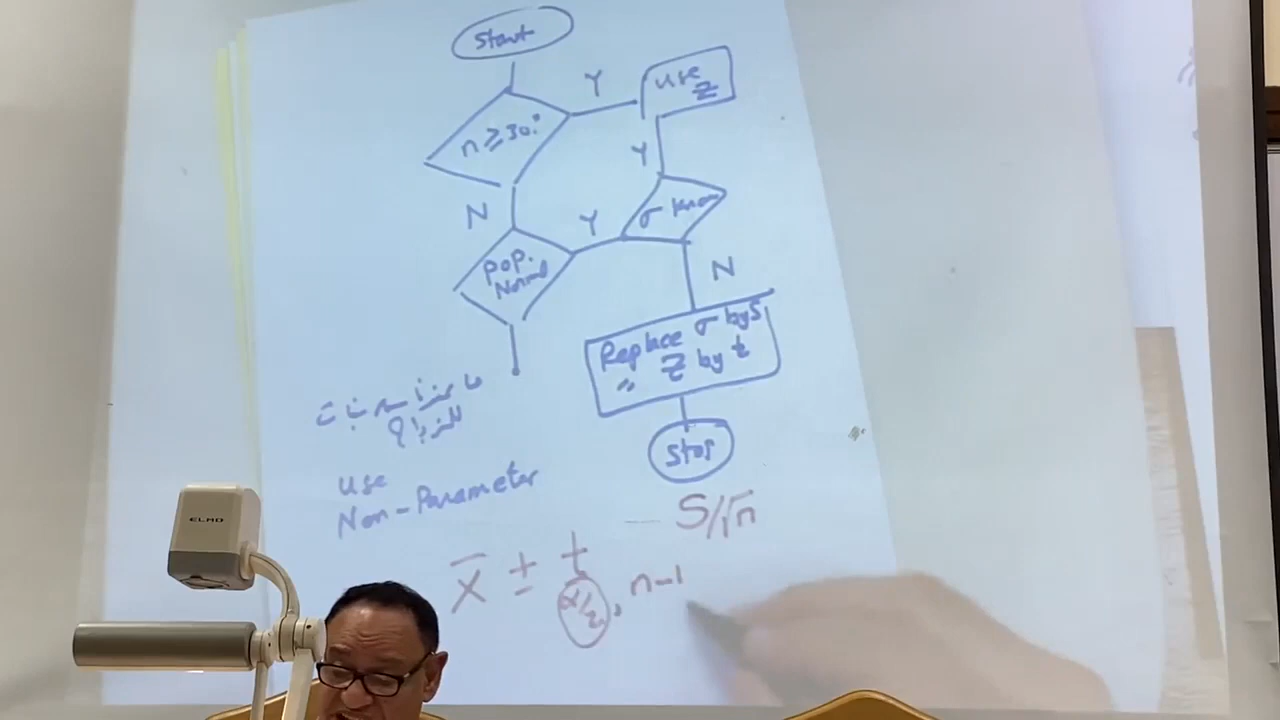 Start
n ≥ 30?
Y
use Z
N
Y
pop. Normal
Y
σ Known
N
Replace σ by S
" Z by t
Stop
use
Non-Parameter
S/√n
x̄ ± t α/2, n-1
ELMO